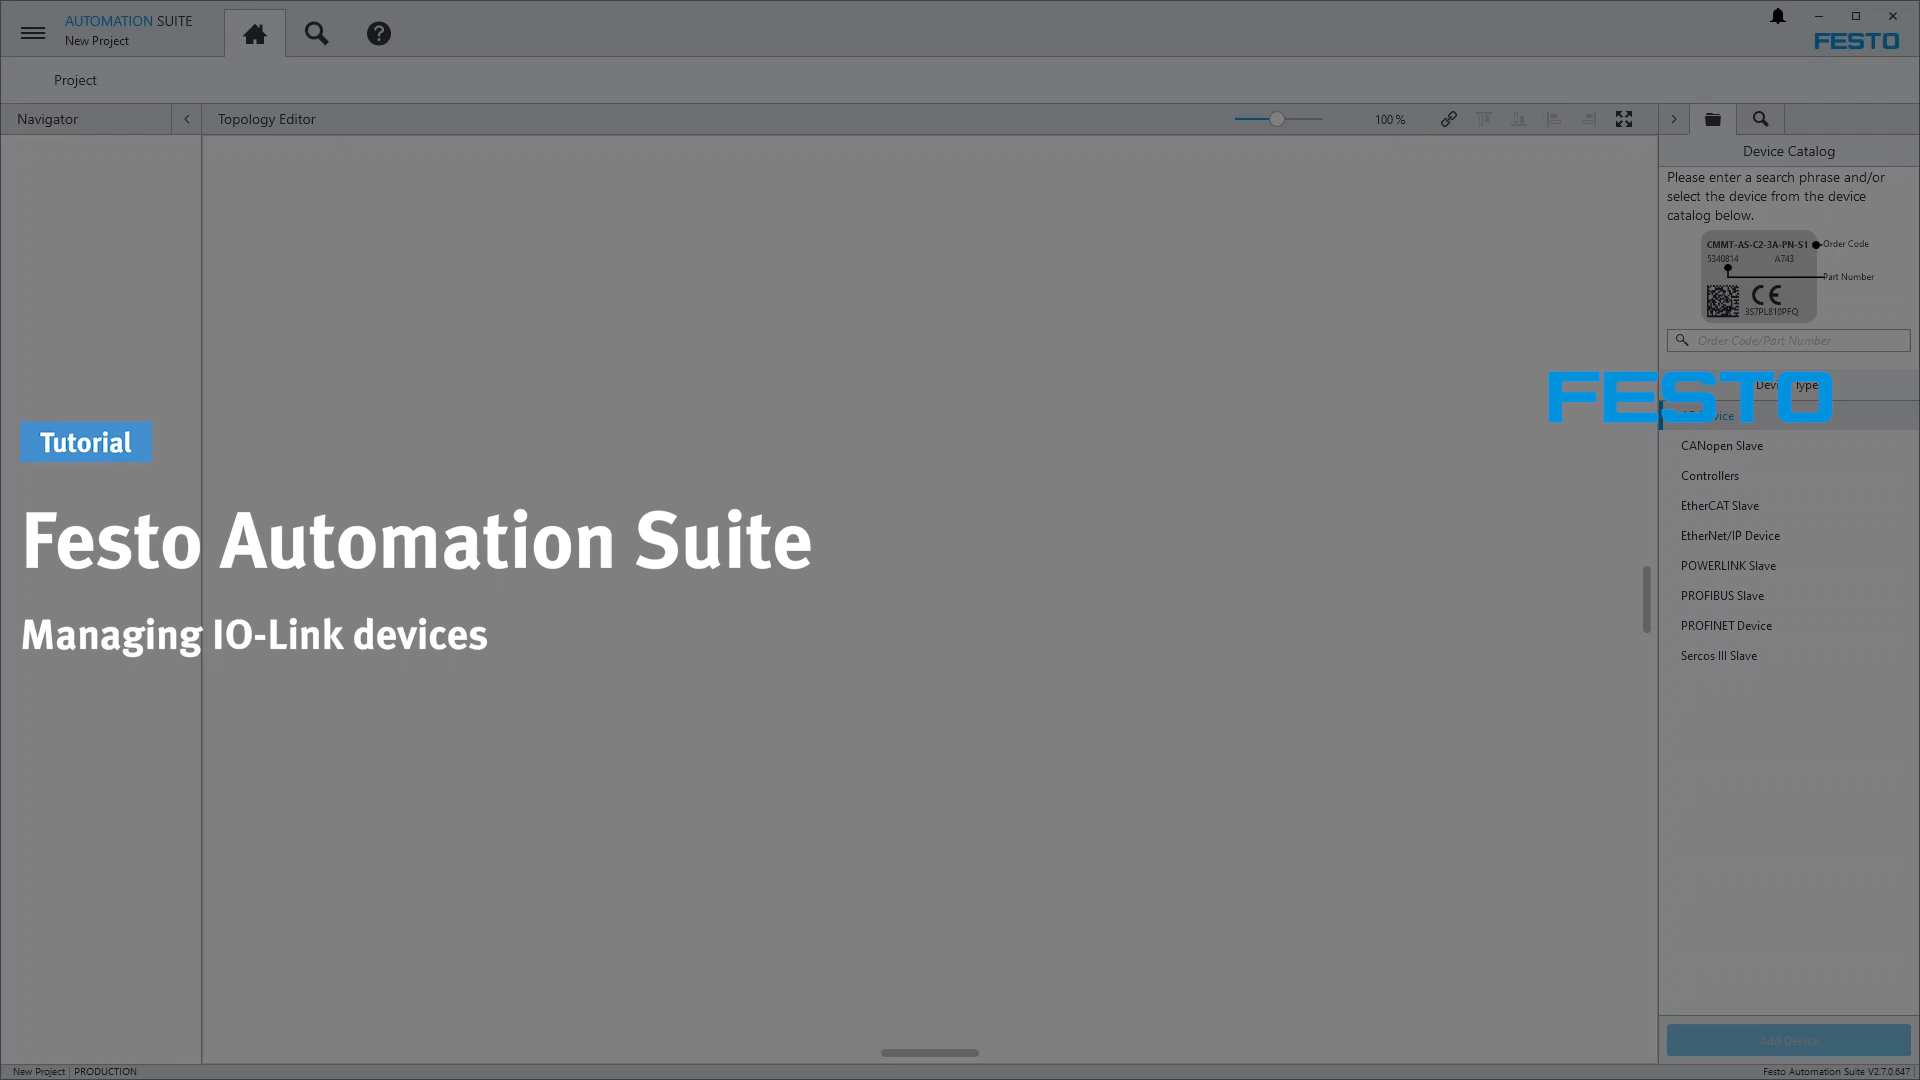 AUTOMATION SUITE
New Project
FESTO
Project
Navigator
Topology Editor
100 %
Device Catalog
Please enter a search phrase and/or
select the device from the device
catalog below.
CMMT-AS-C2-3A-PN-S1
Order Code
5340814 A743
Part Number
CE
3S7PL810PFQ
Order Code/Part Number
FESTO
CANopen Slave
Controllers
EtherCAT Slave
EtherNet/IP Device
POWERLINK Slave
PROFIBUS Slave
PROFINET Device
Sercos III Slave
Add Device
Tutorial
Festo Automation Suite
Managing IO-Link devices
New Project PRODUCTION
Festo Automation Suite V2.7.0.647